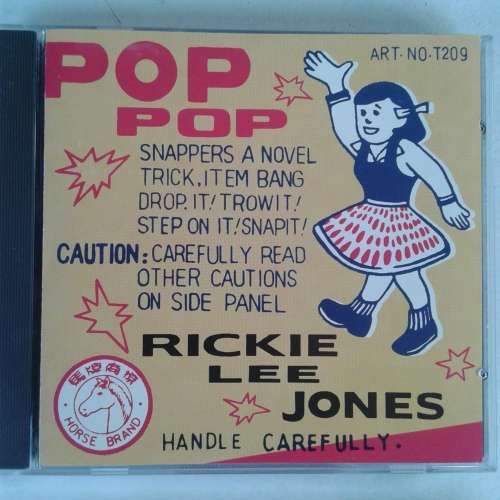 POP
POP
ART·NO·T209
SNAPPERS A NOVEL
TRICK, ITEM BANG
DROP, IT! TROWIT!
STEP ON IT! SNAPIT!
CAUTION: CAREFULLY READ
OTHER CAUTIONS
ON SIDE PANEL
RICKIE
LEE
JONES
· HORSE BRAND ·
HANDLE CAREFULLY.